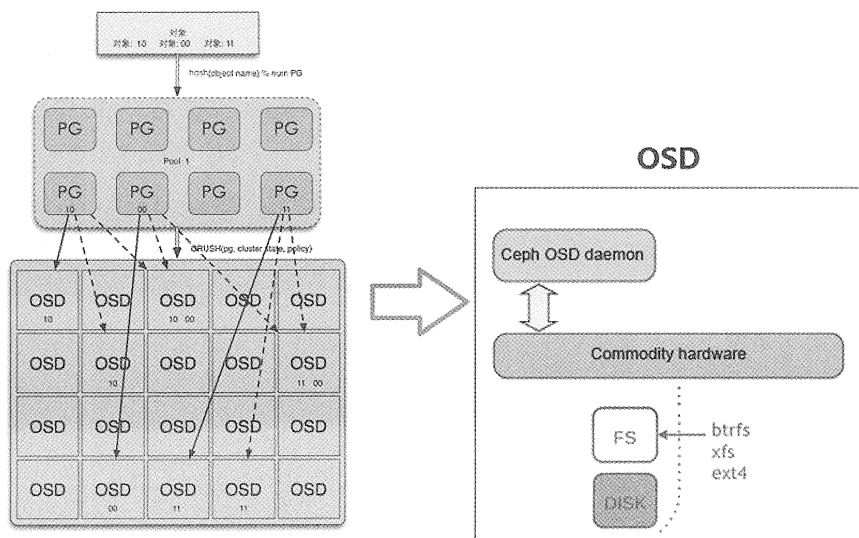 对象
对象: 10 对象: 00 对象: 11
hash(object name) % num PG
PG PG PG PG
Pool 1
PG PG PG PG
10 00 11
CRUSH(pg, cluster state, policy)
OSD OSD OSD OSD OSD
10 10 00
OSD OSD OSD OSD OSD
10 11 00
OSD OSD OSD OSD OSD
OSD OSD OSD OSD OSD
00 11 11
OSD
Ceph OSD daemon
Commodity hardware
FS
btrfs
xfs
ext4
DISK